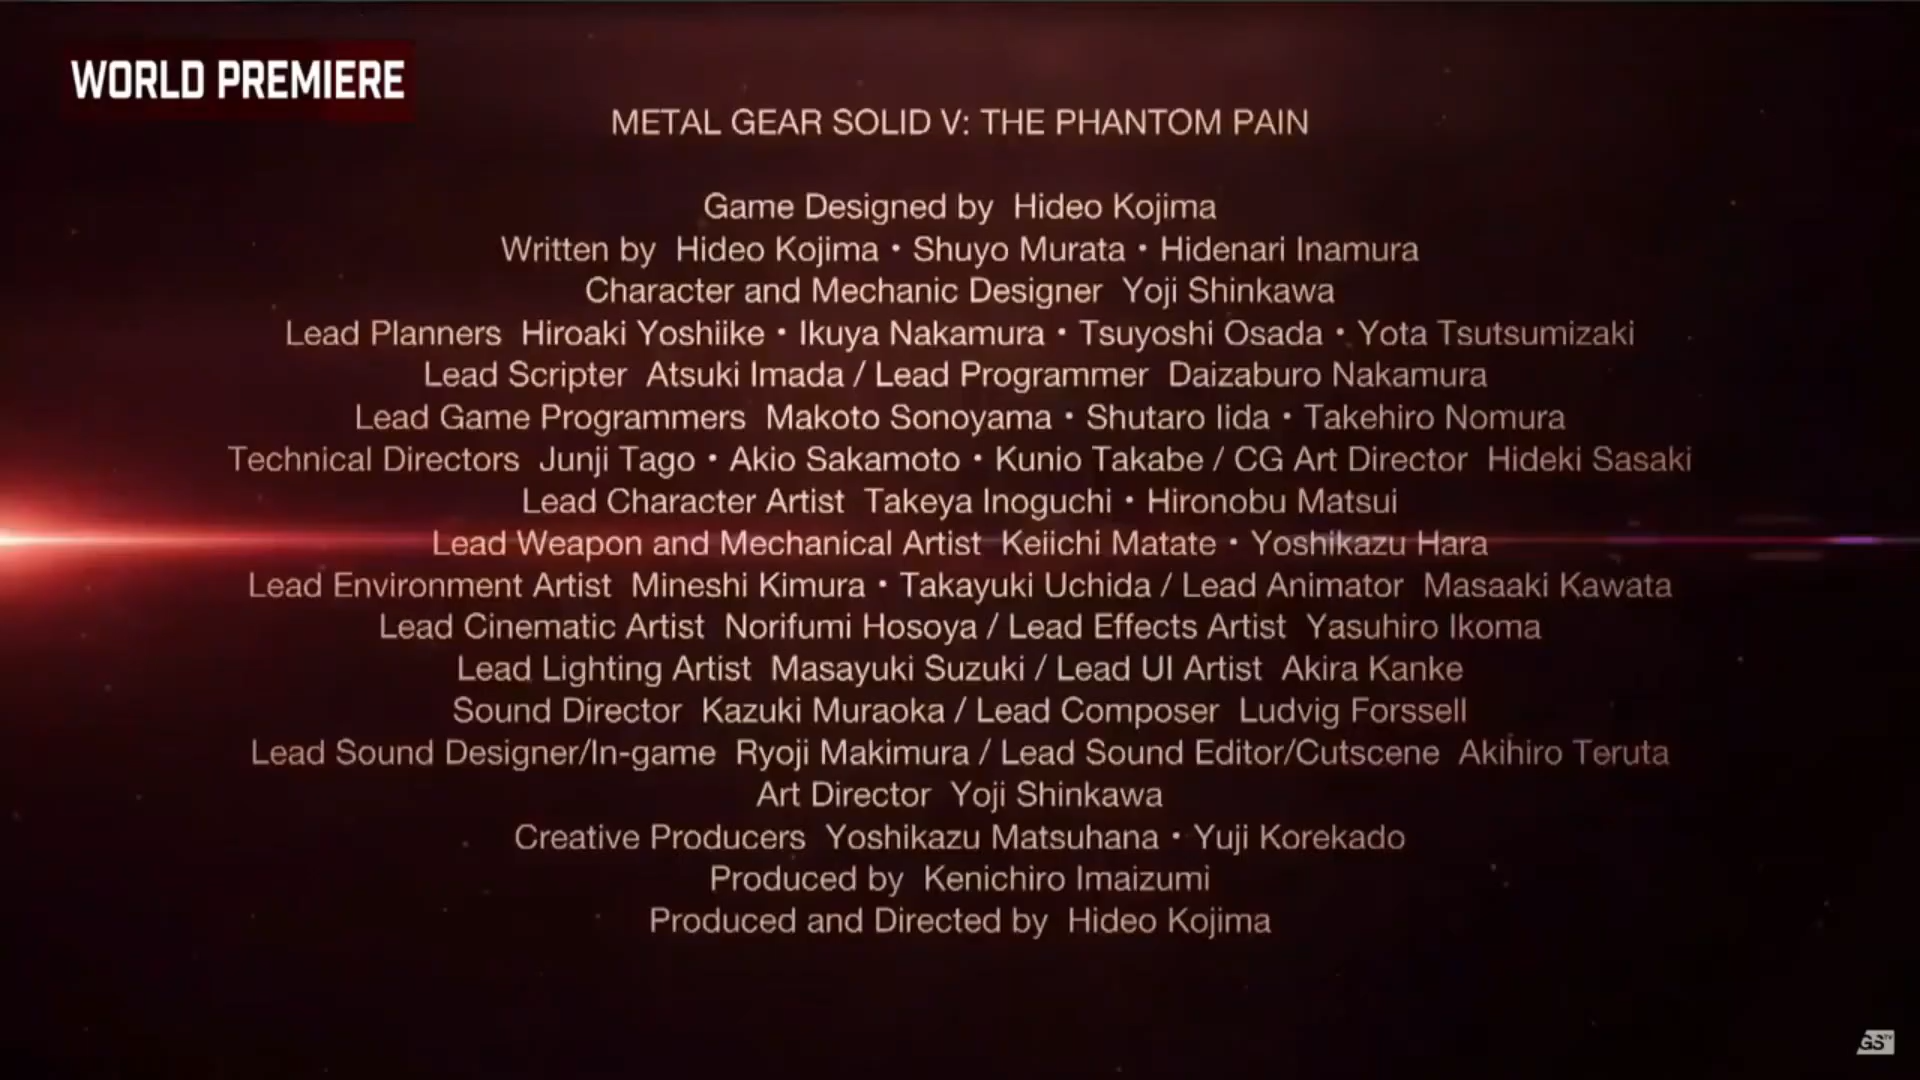 WORLD PREMIERE
METAL GEAR SOLID V: THE PHANTOM PAIN
Game Designed by Hideo Kojima
Written by Hideo Kojima・Shuyo Murata・Hidenari Inamura
Character and Mechanic Designer Yoji Shinkawa
Lead Planners Hiroaki Yoshiike・Ikuya Nakamura・Tsuyoshi Osada・Yota Tsutsumizaki
Lead Scripter Atsuki Imada / Lead Programmer Daizaburo Nakamura
Lead Game Programmers Makoto Sonoyama・Shutaro Iida・Takehiro Nomura
Technical Directors Junji Tago・Akio Sakamoto・Kunio Takabe / CG Art Director Hideki Sasaki
Lead Character Artist Takeya Inoguchi・Hironobu Matsui
Lead Weapon and Mechanical Artist Keiichi Matate・Yoshikazu Hara
Lead Environment Artist Mineshi Kimura・Takayuki Uchida / Lead Animator Masaaki Kawata
Lead Cinematic Artist Norifumi Hosoya / Lead Effects Artist Yasuhiro Ikoma
Lead Lighting Artist Masayuki Suzuki / Lead UI Artist Akira Kanke
Sound Director Kazuki Muraoka / Lead Composer Ludvig Forssell
Lead Sound Designer/In-game Ryoji Makimura / Lead Sound Editor/Cutscene Akihiro Teruta
Art Director Yoji Shinkawa
Creative Producers Yoshikazu Matsuhana・Yuji Korekado
Produced by Kenichiro Imaizumi
Produced and Directed by Hideo Kojima
GSTV